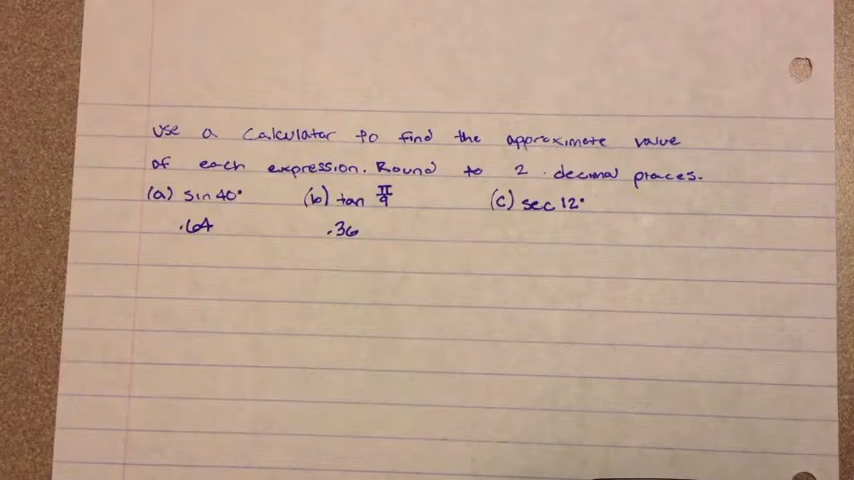 Use a calculator to find the approximate value
of each expression. Round to 2 decimal places.
(a) sin 40° (b) tan π/9 (c) sec 12°
.64 .36